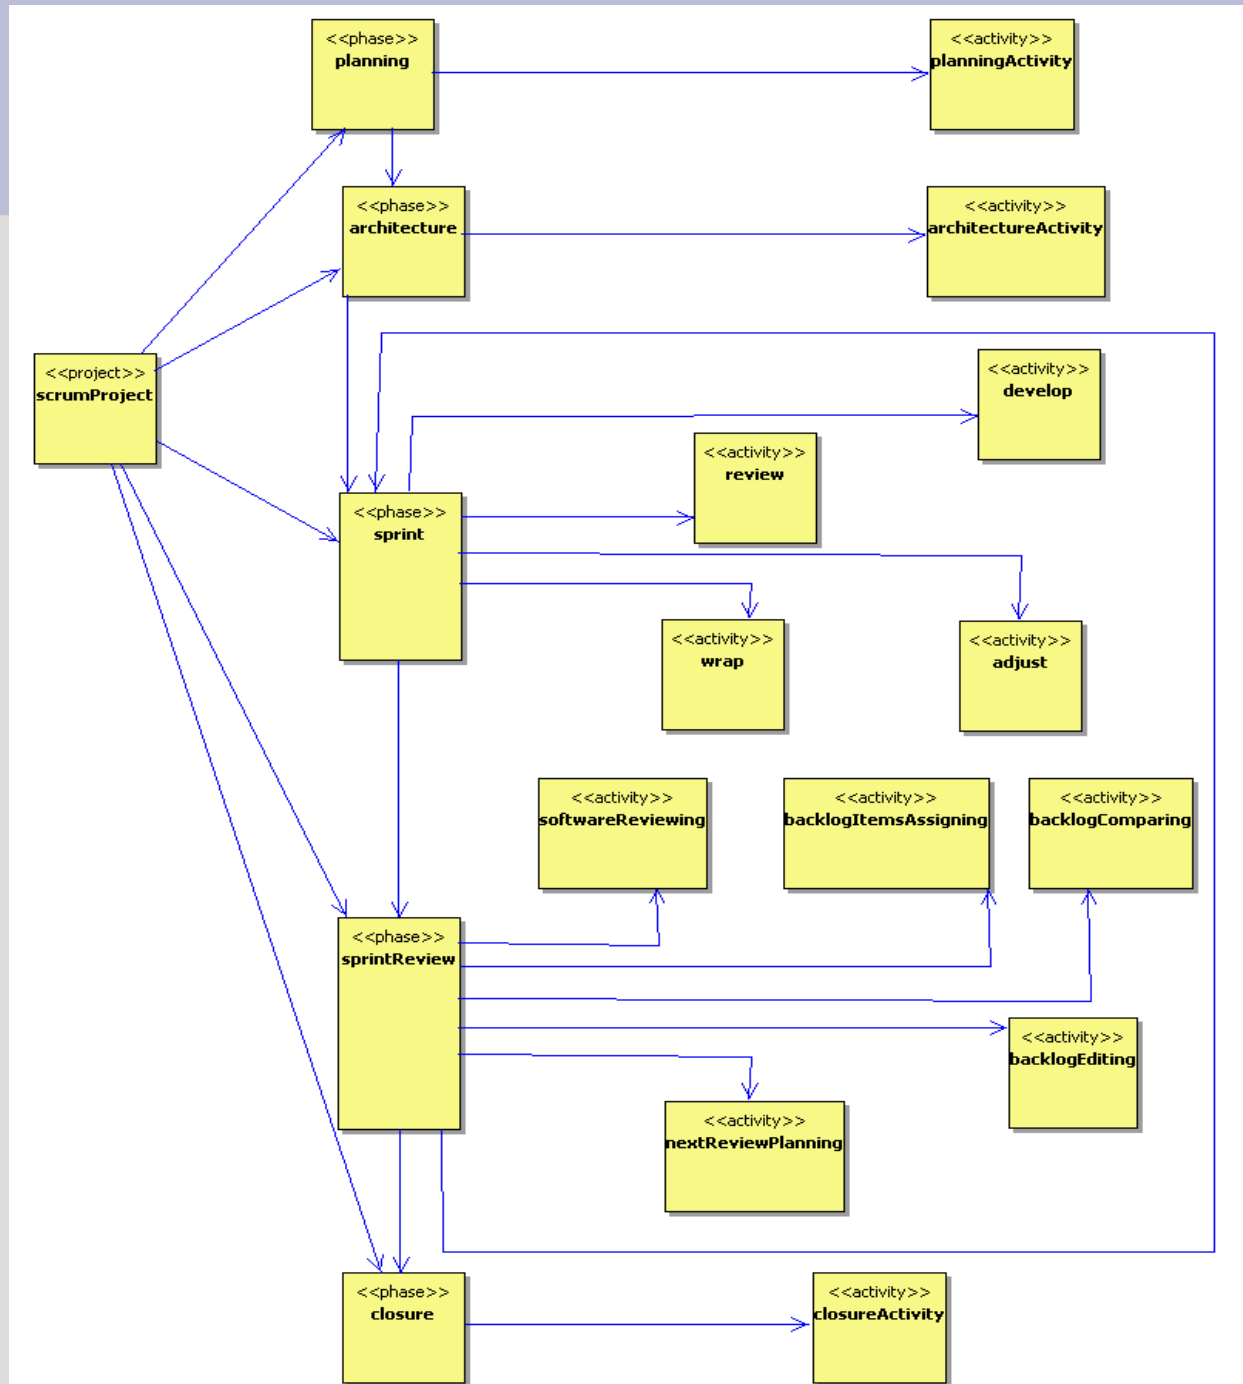 <<phase>>
planning
<<activity>>
planningActivity
<<phase>>
architecture
<<activity>>
architectureActivity
<<project>>
scrumProject
<<activity>>
develop
<<activity>>
review
<<phase>>
sprint
<<activity>>
wrap
<<activity>>
adjust
<<activity>>
softwareReviewing
<<activity>>
backlogItemsAssigning
<<activity>>
backlogComparing
<<phase>>
sprintReview
<<activity>>
backlogEditing
<<activity>>
nextReviewPlanning
<<phase>>
closure
<<activity>>
closureActivity